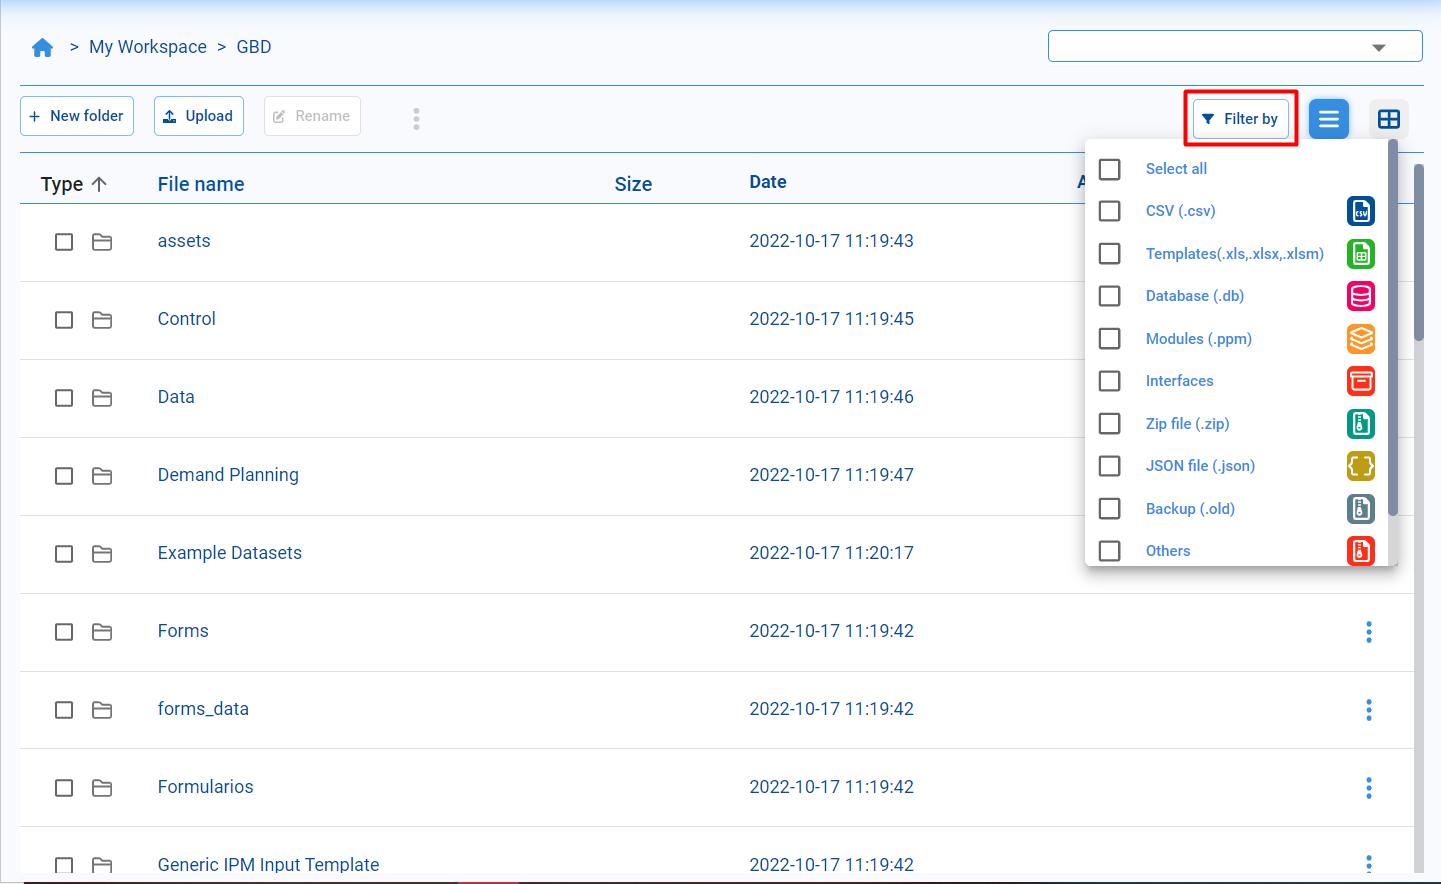 > My Workspace > GBD
+ New folder Upload Rename Filter by
Type File name Size Date A
Select all
CSV (.csv)
CSV
Templates(.xls,.xlsx,.xlsm)
Database (.db)
Modules (.ppm)
Interfaces
Zip file (.zip)
JSON file (.json)
Backup (.old)
Others
assets 2022-10-17 11:19:43
Control 2022-10-17 11:19:45
Data 2022-10-17 11:19:46
Demand Planning 2022-10-17 11:19:47
Example Datasets 2022-10-17 11:20:17
Forms 2022-10-17 11:19:42
forms_data 2022-10-17 11:19:42
Formularios 2022-10-17 11:19:42
Generic IPM Input Template 2022-10-17 11:19:42